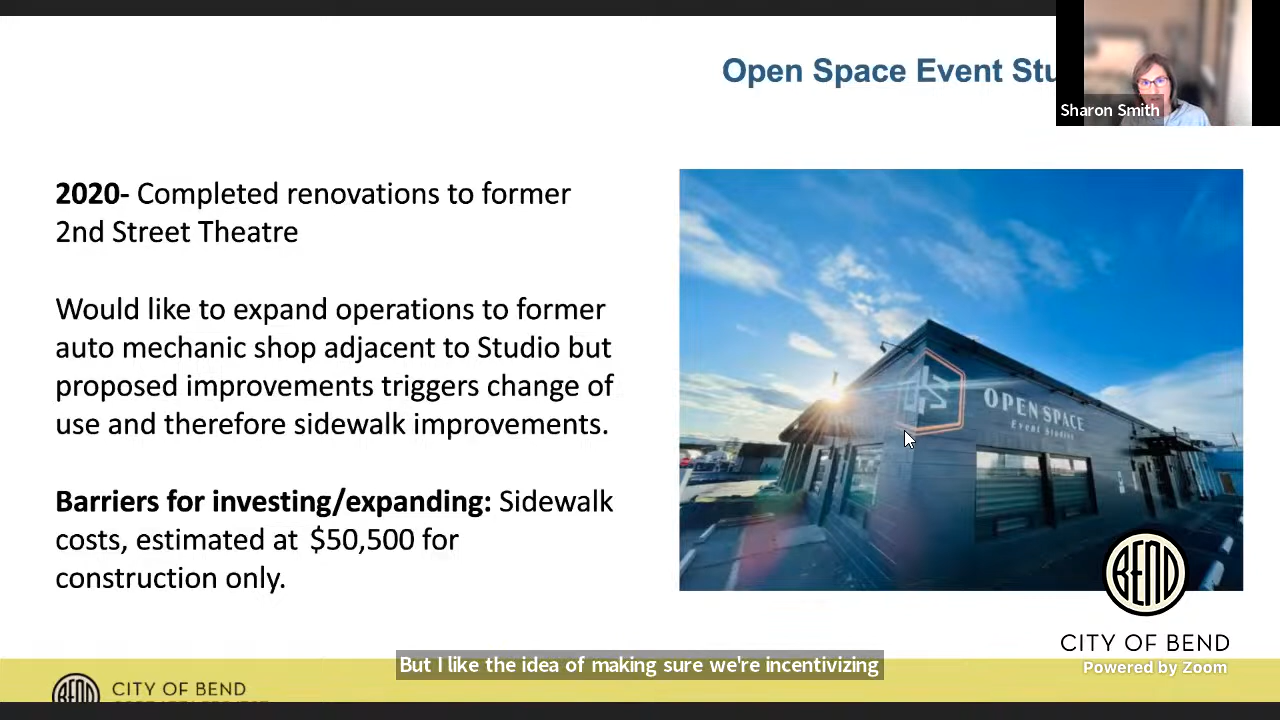 Open Space Event Stu
Sharon Smith
2020- Completed renovations to former
2nd Street Theatre
Would like to expand operations to former
auto mechanic shop adjacent to Studio but
proposed improvements triggers change of
use and therefore sidewalk improvements.
Barriers for investing/expanding: Sidewalk
costs, estimated at $50,500 for
construction only.
OPEN SPACE
Event Studios
BEND
CITY OF BEND
Powered by Zoom
But I like the idea of making sure we're incentivizing
BEND
CITY OF BEND